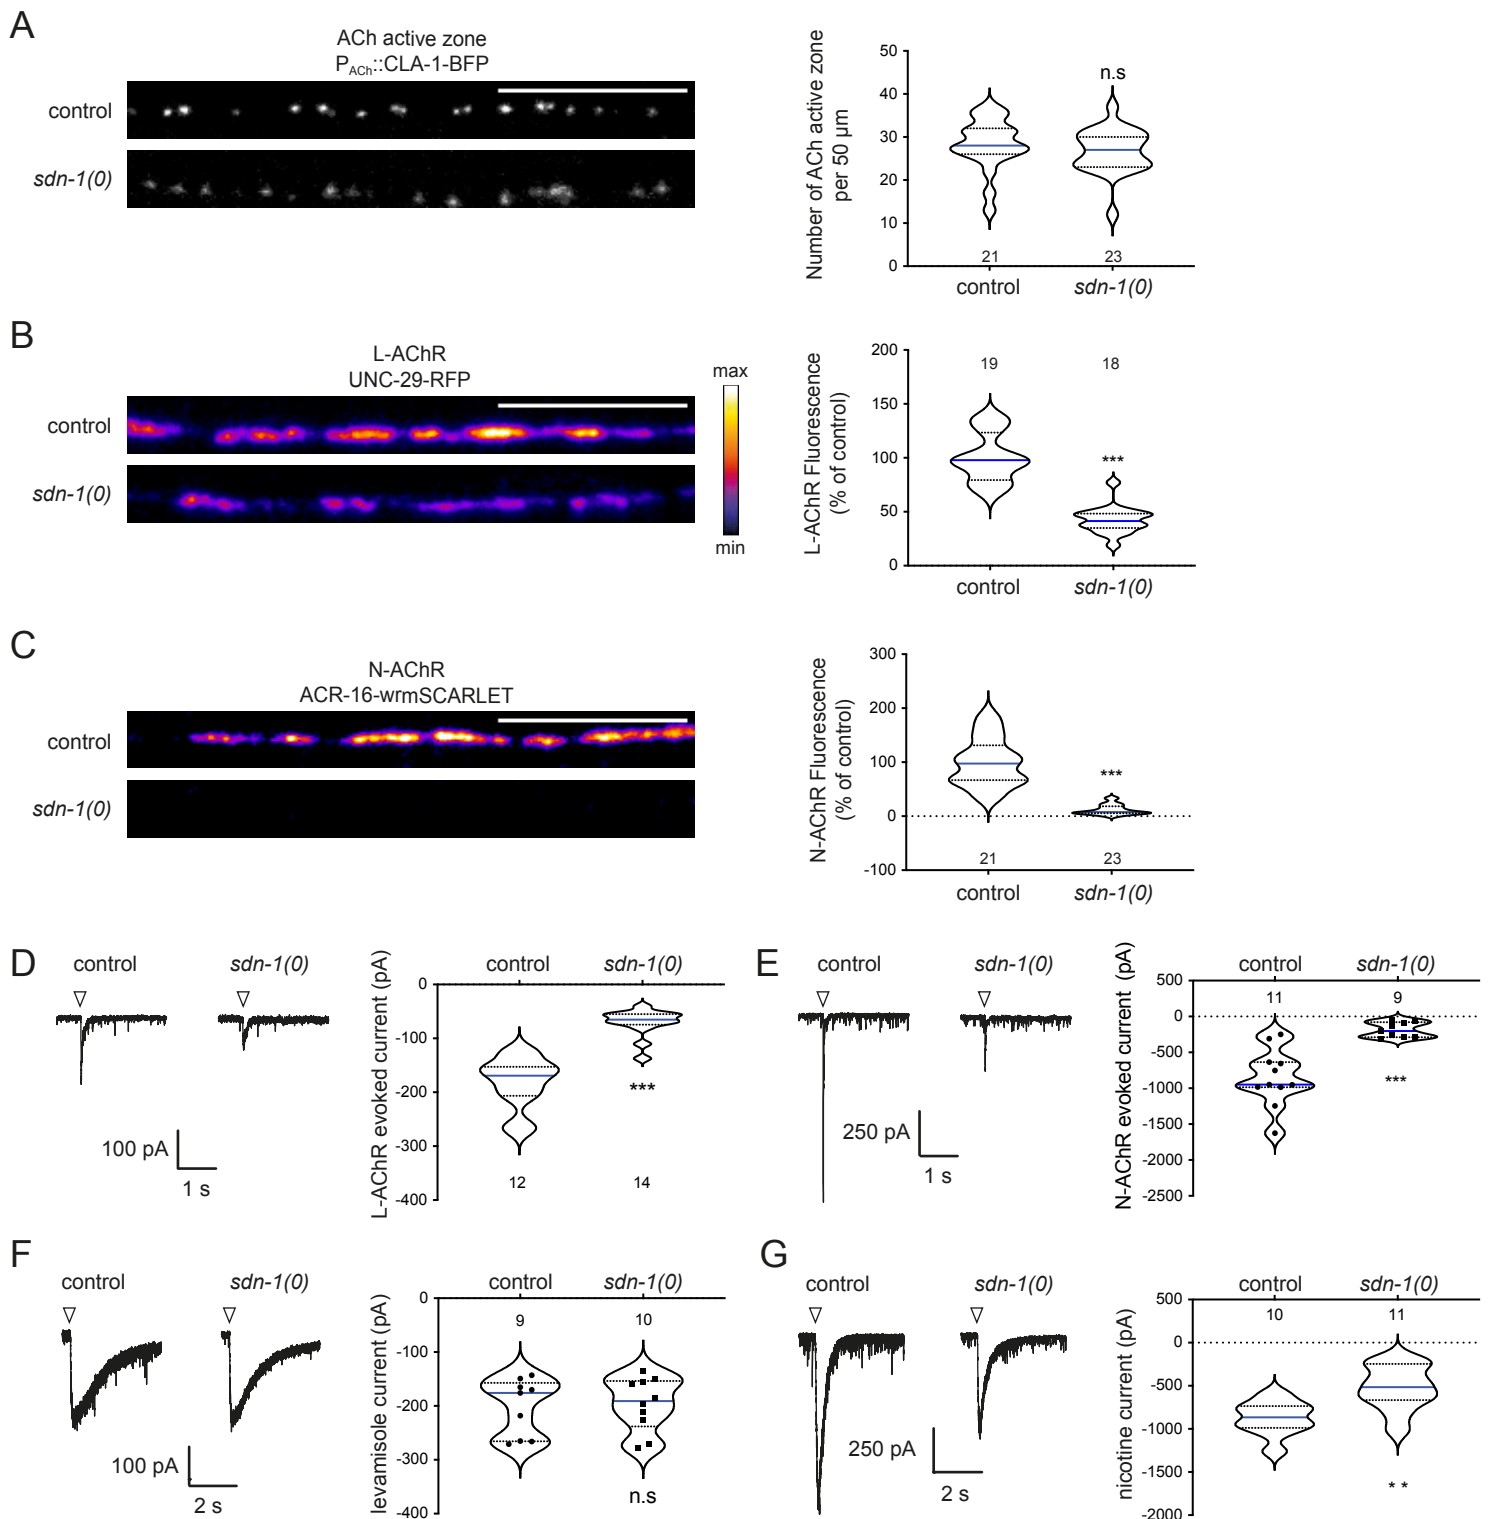 A
ACh active zone
PACh::CLA-1-BFP
control
sdn-1(0)
Number of ACh active zone
per 50 µm
50
40
30
20
10
0
n.s
21
23
control
sdn-1(0)
B
L-AChR
UNC-29-RFP
control
sdn-1(0)
max
min
L-AChR Fluorescence
(% of control)
200
150
100
50
0
19
18
***
control
sdn-1(0)
C
N-AChR
ACR-16-wrmSCARLET
control
sdn-1(0)
N-AChR Fluorescence
(% of control)
300
200
100
0
-100
***
21
23
control
sdn-1(0)
D
control
sdn-1(0)
100 pA
1 s
L-AChR evoked current (pA)
control
sdn-1(0)
0
-100
-200
-300
-400
***
12
14
E
control
sdn-1(0)
250 pA
1 s
N-AChR evoked current (pA)
control
sdn-1(0)
500
0
-500
-1000
-1500
-2000
-2500
11
9
***
F
control
sdn-1(0)
100 pA
2 s
levamisole current (pA)
control
sdn-1(0)
0
-100
-200
-300
-400
9
10
n.s
G
control
sdn-1(0)
250 pA
2 s
nicotine current (pA)
control
sdn-1(0)
500
0
-500
-1000
-1500
-2000
10
11
* *